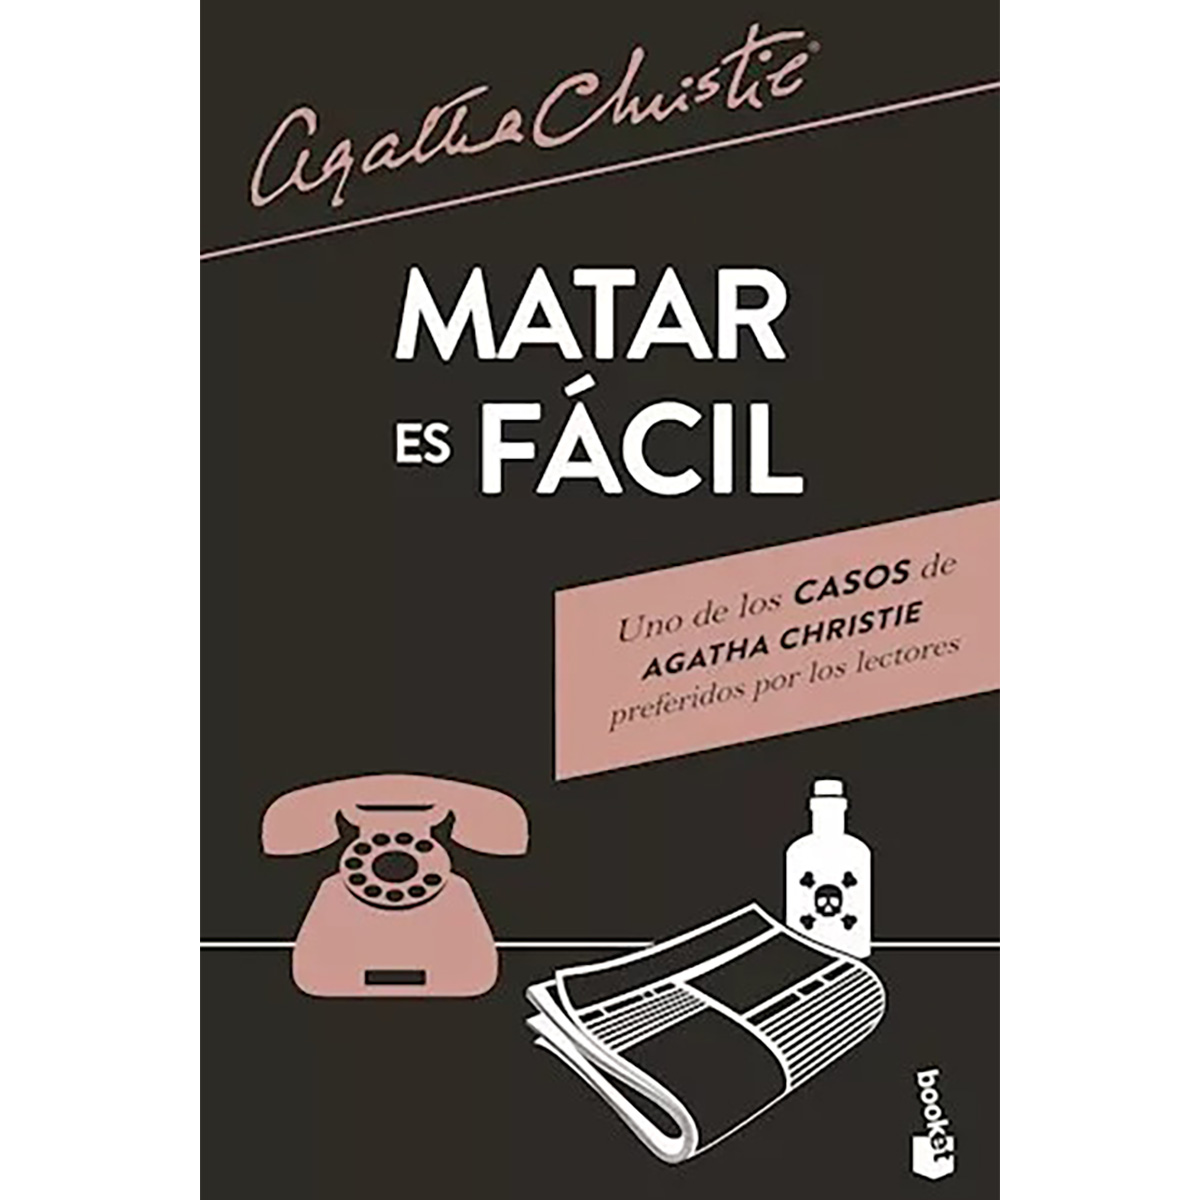 Agatha Christie®
MATAR
ES FÁCIL
Uno de los CASOS de
AGATHA CHRISTIE
preferidos por los lectores
booket